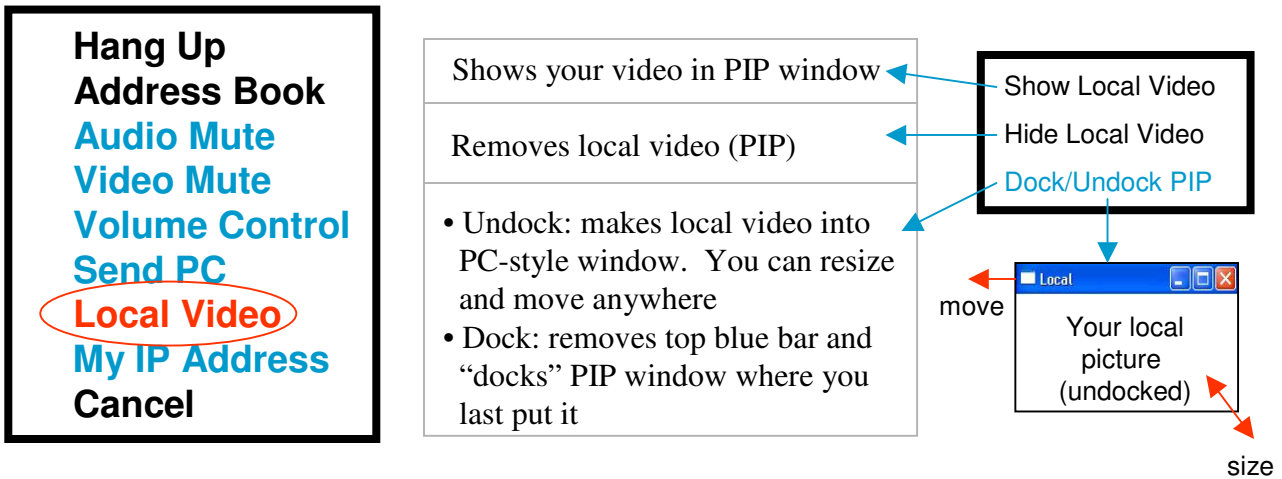 Hang Up
Address Book
Audio Mute
Video Mute
Volume Control
Send PC
Local Video
My IP Address
Cancel
Shows your video in PIP window
Removes local video (PIP)
• Undock: makes local video into
PC-style window. You can resize
and move anywhere
• Dock: removes top blue bar and
“docks” PIP window where you
last put it
Show Local Video
Hide Local Video
Dock/Undock PIP
move
Local
Your local
picture
(undocked)
size